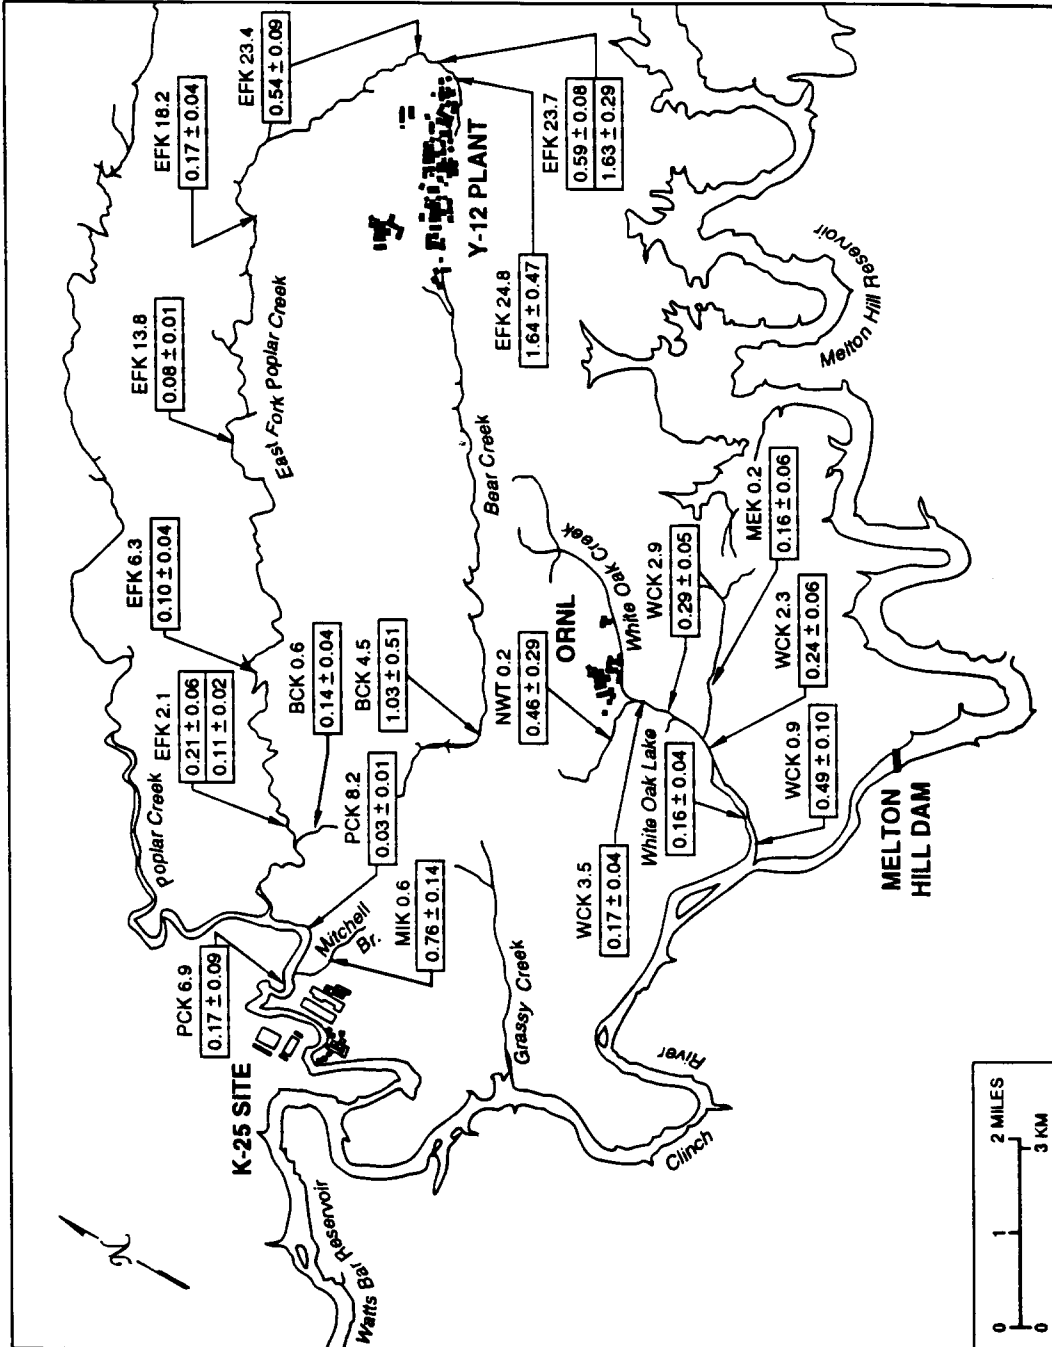 EFK 23.4
0.54 ± 0.09
EFK 18.2
0.17 ± 0.04
EFK 13.8
0.08 ± 0.01
EFK 6.3
0.10 ± 0.04
EFK 2.1
0.21 ± 0.06
0.11 ± 0.02
PCK 6.9
0.17 ± 0.09
Poplar Creek
East Fork Poplar Creek
Y-12 PLANT
EFK 23.7
0.59 ± 0.08
1.63 ± 0.29
EFK 24.8
1.64 ± 0.47
BCK 0.6
0.14 ± 0.04
BCK 4.5
1.03 ± 0.51
PCK 8.2
0.03 ± 0.01
Mitchell
Br.
MIK 0.6
0.76 ± 0.14
K-25 SITE
Bear Creek
Grassy Creek
NWT 0.2
0.46 ± 0.29
ORNL
White Oak Creek
WCK 2.9
0.29 ± 0.05
MEK 0.2
0.16 ± 0.06
WCK 2.3
0.24 ± 0.06
White Oak Lake
0.16 ± 0.04
WCK 3.5
0.17 ± 0.04
WCK 0.9
0.49 ± 0.10
MELTON
HILL DAM
Melton Hill Reservoir
Clinch
River
Watts Bar Reservoir
N
0 1 2 MILES
0 3 KM